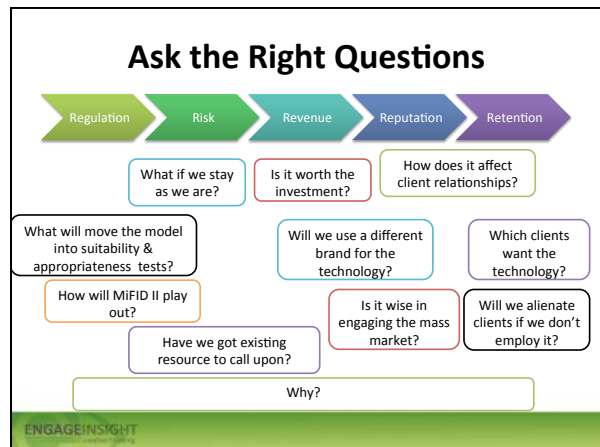 Ask the Right Questions
Regulation
Risk
Revenue
Reputation
Retention
What if we stay
as we are?
Is it worth the
investment?
How does it affect
client relationships?
What will move the model
into suitability &
appropriateness tests?
Will we use a different
brand for the
technology?
Which clients
want the
technology?
How will MiFID II play
out?
Is it wise in
engaging the mass
market?
Will we alienate
clients if we don't
employ it?
Have we got existing
resource to call upon?
Why?
ENGAGEINSIGHT